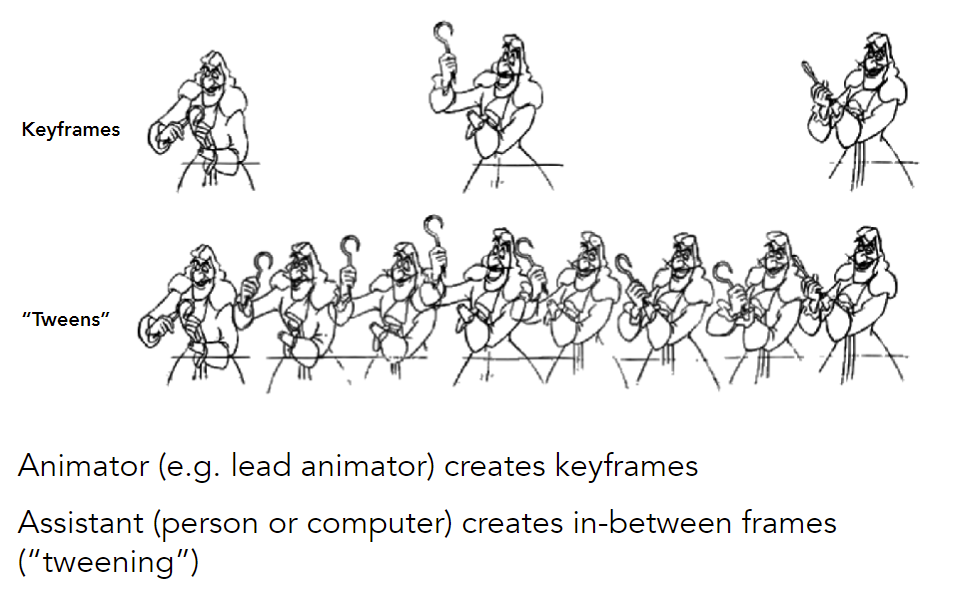 Keyframes
“Tweens”
Animator (e.g. lead animator) creates keyframes
Assistant (person or computer) creates in-between frames
(“tweening”)